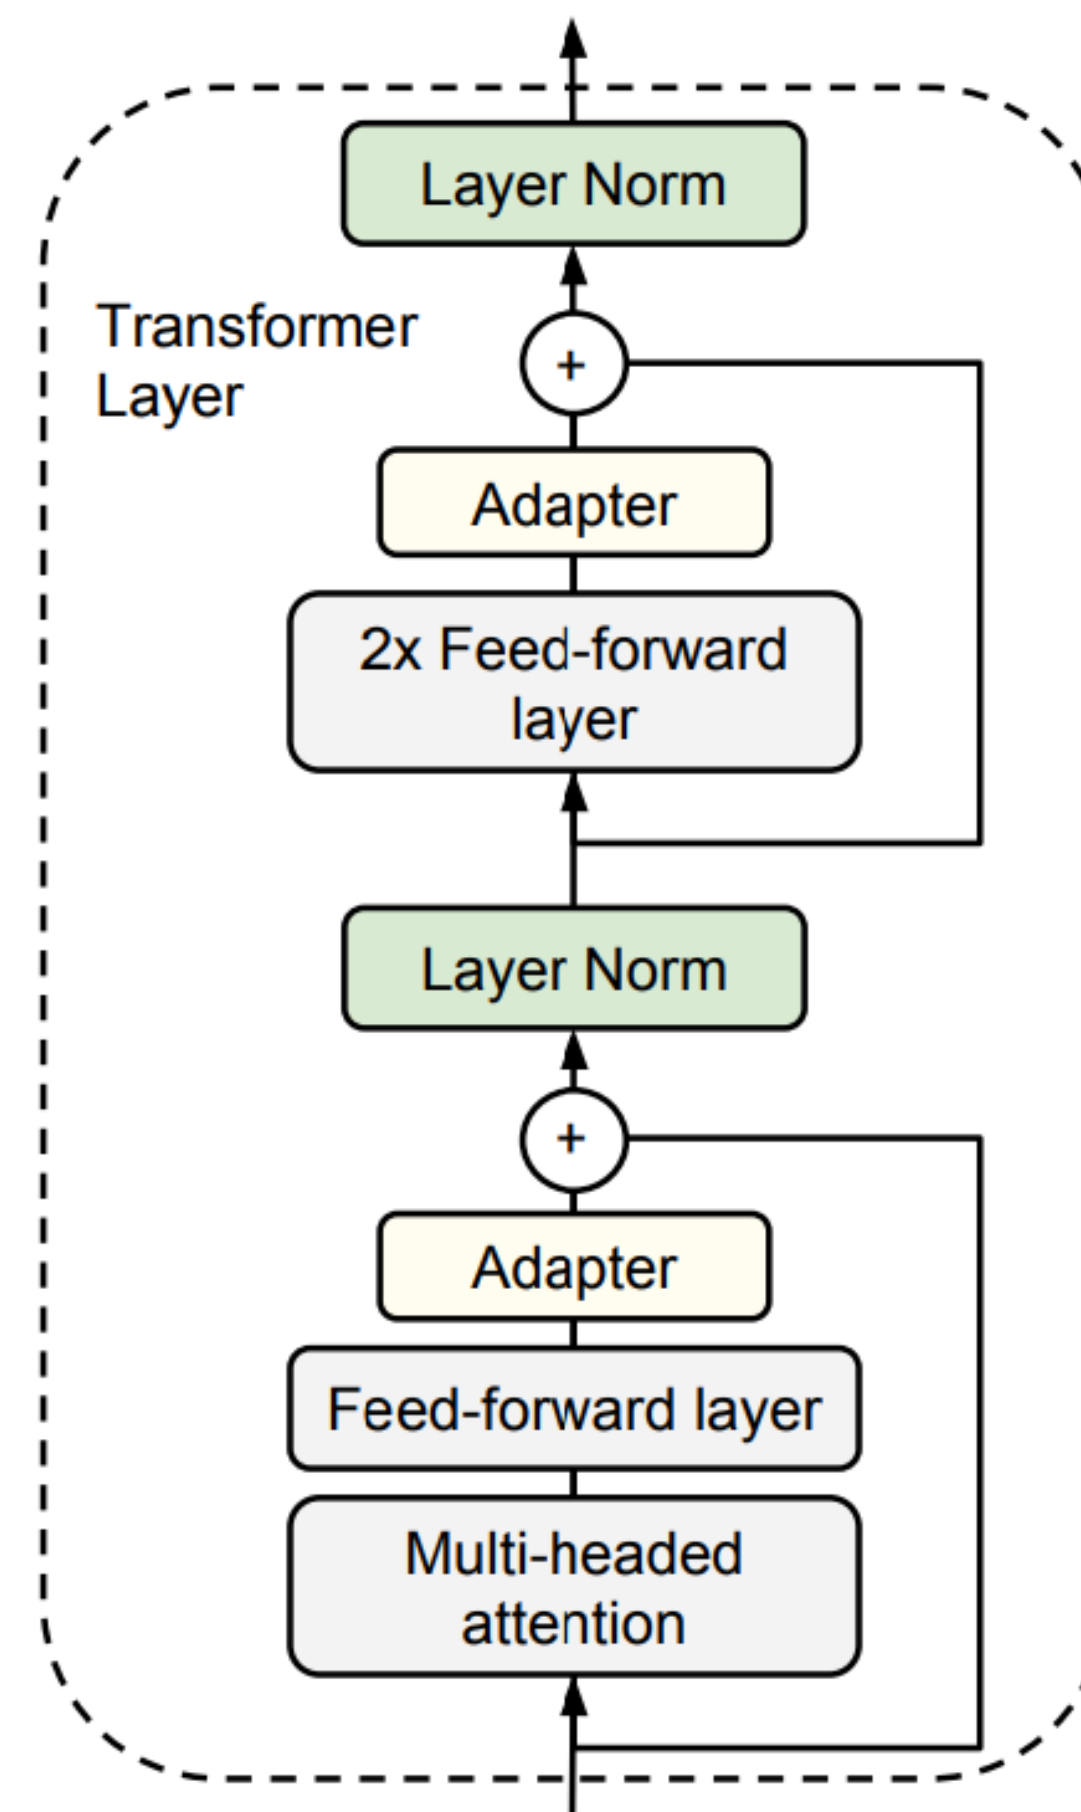 Layer Norm
Transformer
Layer
+
Adapter
2x Feed-forward
layer
Layer Norm
+
Adapter
Feed-forward layer
Multi-headed
attention